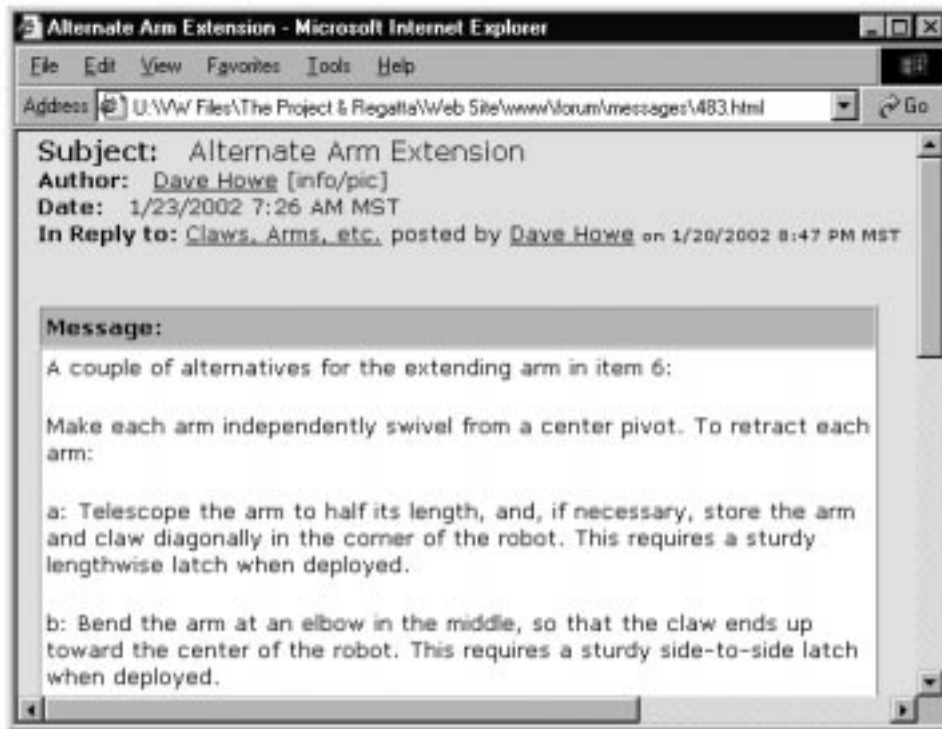 Alternate Arm Extension - Microsoft Internet Explorer
File Edit View Favorites Tools Help
Address U:\VW Files\The Project & Regatta\Web Site\www\forum\messages\483.html Go
Subject: Alternate Arm Extension
Author: Dave Howe [info/pic]
Date: 1/23/2002 7:26 AM MST
In Reply to: Claws, Arms, etc. posted by Dave Howe on 1/20/2002 8:47 PM MST
Message:
A couple of alternatives for the extending arm in item 6:
Make each arm independently swivel from a center pivot. To retract each
arm:
a: Telescope the arm to half its length, and, if necessary, store the arm
and claw diagonally in the corner of the robot. This requires a sturdy
lengthwise latch when deployed.
b: Bend the arm at an elbow in the middle, so that the claw ends up
toward the center of the robot. This requires a sturdy side-to-side latch
when deployed.